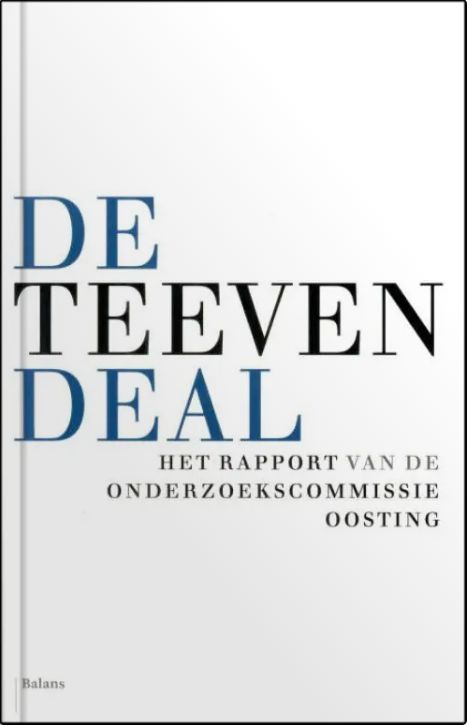 DE
TEEVEN
DEAL
HET RAPPORT VAN DE
ONDERZOEKSCOMMISSIE
OOSTING
Balans